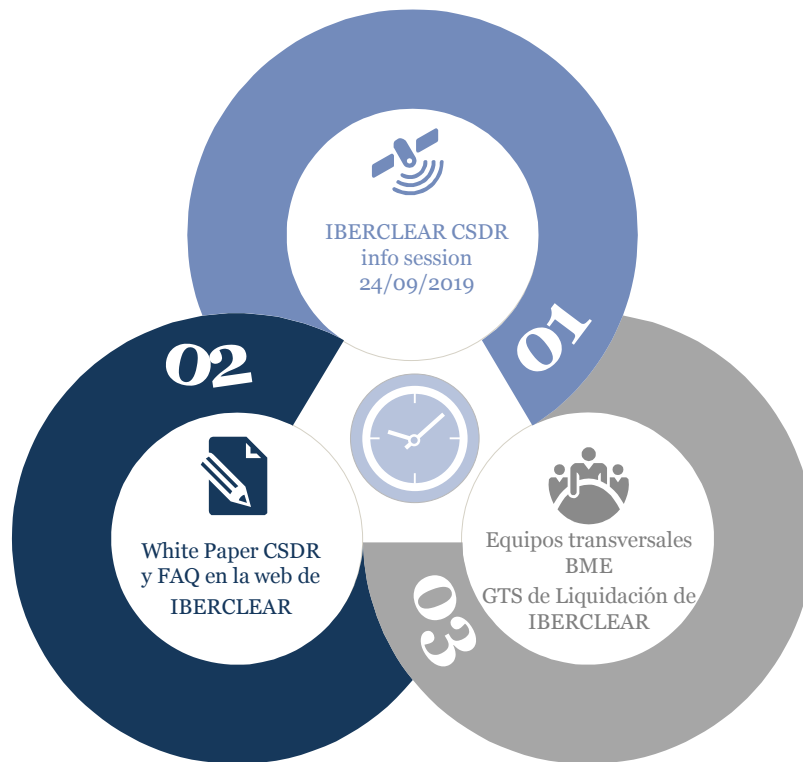 IBERCLEAR CSDR
info session
24/09/2019
01
02
White Paper CSDR
y FAQ en la web de
IBERCLEAR
03
Equipos transversales
BME
GTS de Liquidación de
IBERCLEAR